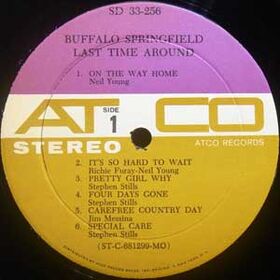 SD 33-256
BUFFALO SPRINGFIELD
LAST TIME AROUND
1. ON THE WAY HOME
Neil Young
ATCO
SIDE
1
STEREO
ATCO RECORDS
2. IT'S SO HARD TO WAIT
Richie Furay-Neil Young
3. PRETTY GIRL WHY
Stephen Stills
4. FOUR DAYS GONE
Stephen Stills
5. CAREFREE COUNTRY DAY
Jim Messina
6. SPECIAL CARE
Stephen Stills
(ST-C-681299-MO)